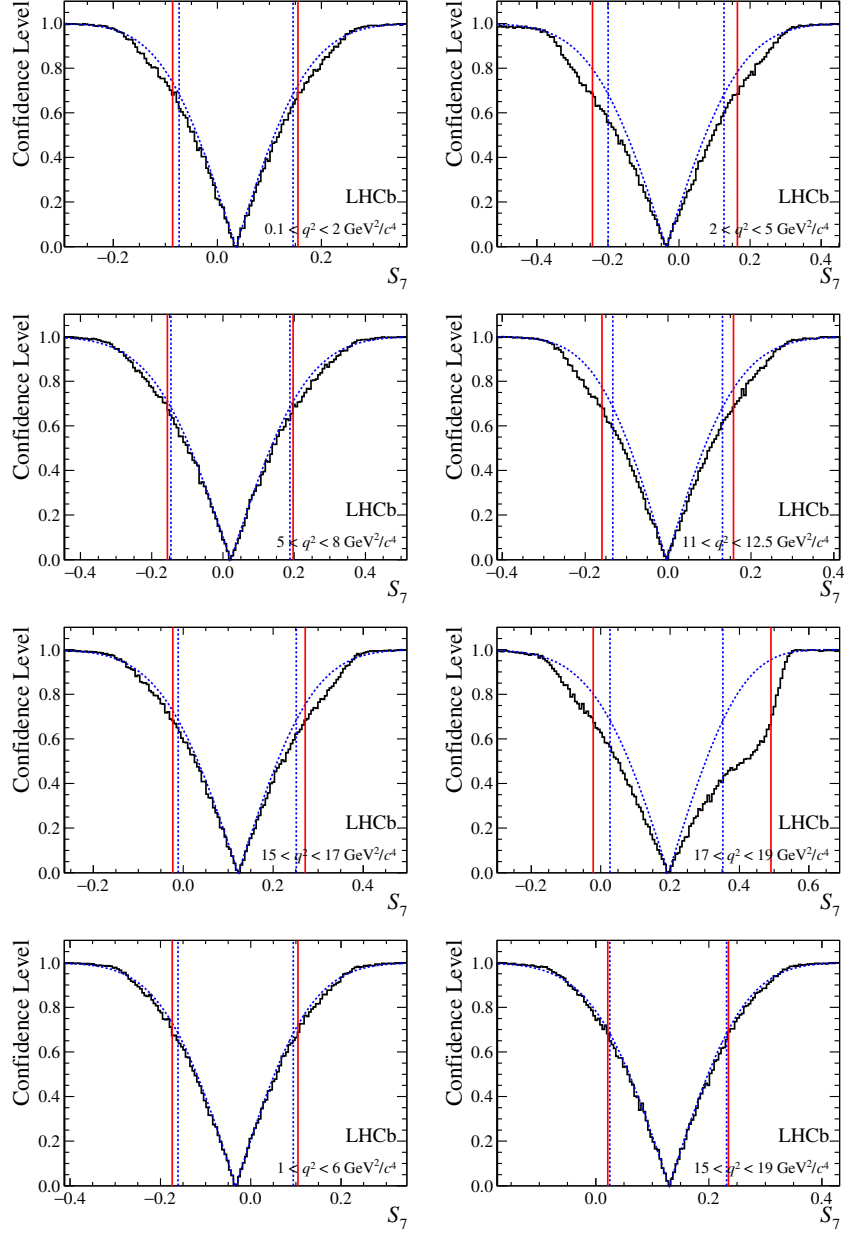 Confidence Level
1.0
0.8
0.6
0.4
0.2
0.0
LHCb
0.1 < q² < 2 GeV²/c⁴
−0.2 0.0 0.2
S₇
Confidence Level
1.0
0.8
0.6
0.4
0.2
0.0
LHCb
2 < q² < 5 GeV²/c⁴
−0.4 −0.2 0.0 0.2 0.4
S₇
Confidence Level
1.0
0.8
0.6
0.4
0.2
0.0
LHCb
5 < q² < 8 GeV²/c⁴
−0.4 −0.2 0.0 0.2 0.4
S₇
Confidence Level
1.0
0.8
0.6
0.4
0.2
0.0
LHCb
11 < q² < 12.5 GeV²/c⁴
−0.4 −0.2 0.0 0.2 0.4
S₇
Confidence Level
1.0
0.8
0.6
0.4
0.2
0.0
LHCb
15 < q² < 17 GeV²/c⁴
−0.2 0.0 0.2 0.4
S₇
Confidence Level
1.0
0.8
0.6
0.4
0.2
0.0
LHCb
17 < q² < 19 GeV²/c⁴
−0.2 0.0 0.2 0.4 0.6
S₇
Confidence Level
1.0
0.8
0.6
0.4
0.2
0.0
LHCb
1 < q² < 6 GeV²/c⁴
−0.4 −0.2 0.0 0.2
S₇
Confidence Level
1.0
0.8
0.6
0.4
0.2
0.0
LHCb
15 < q² < 19 GeV²/c⁴
0.0 0.2 0.4
S₇